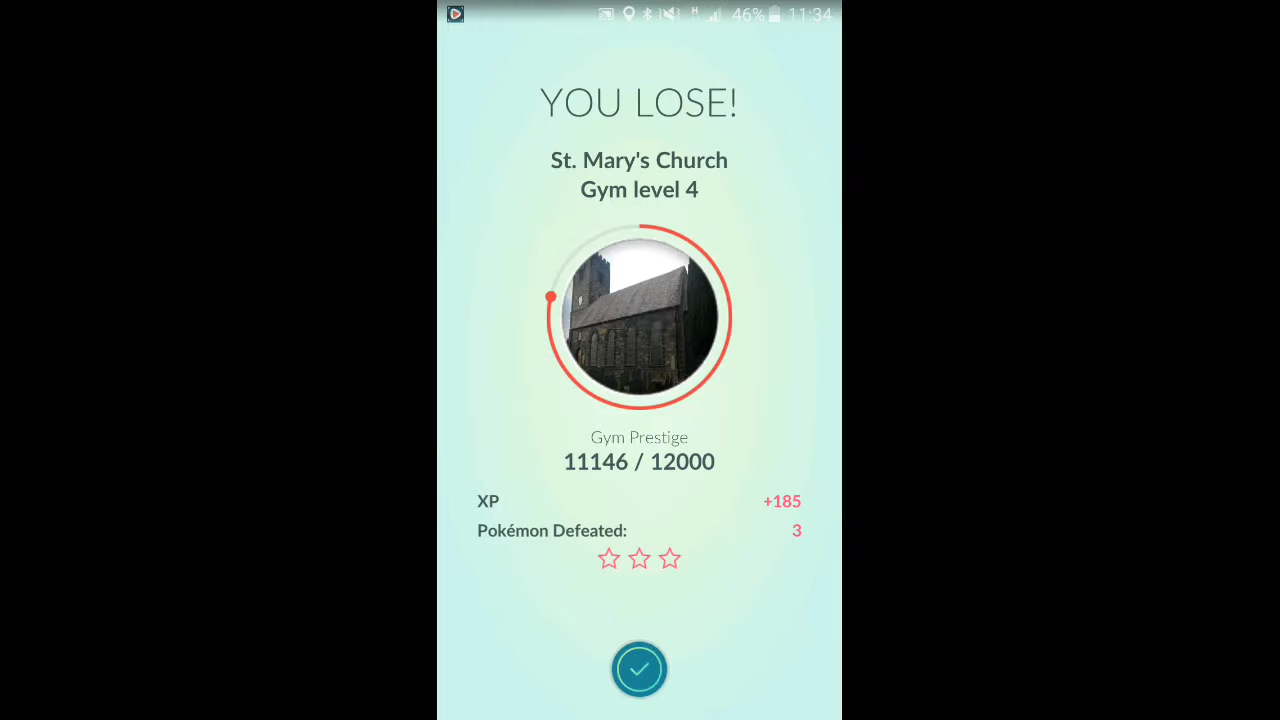 H 46% 11:34
YOU LOSE!
St. Mary's Church
Gym level 4
Gym Prestige
11146 / 12000
XP +185
Pokémon Defeated: 3